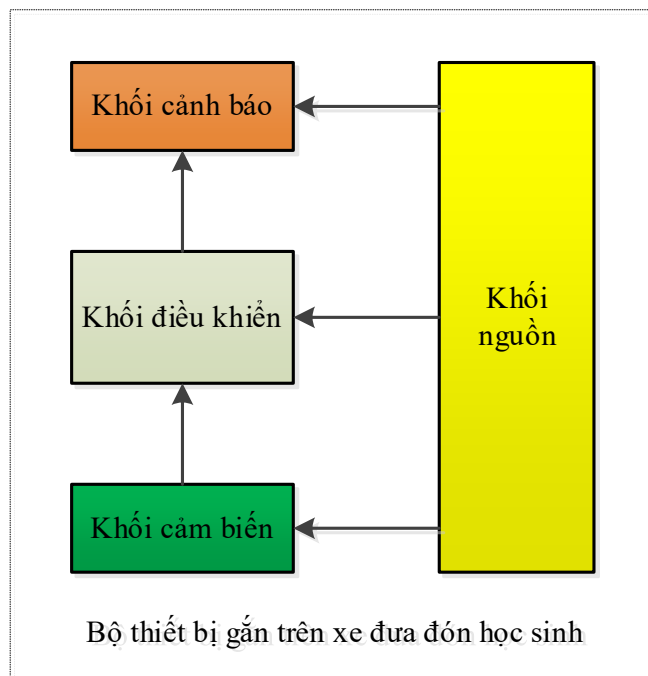 Khối cảnh báo
Khối điều khiển
Khối
nguồn
Khối cảm biến
Bộ thiết bị gắn trên xe đưa đón học sinh